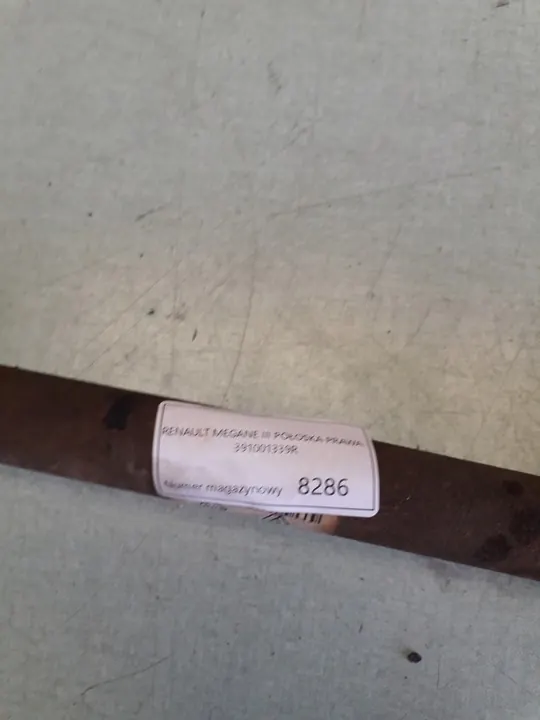 RENAULT MEGANE III PÓŁOŚKA PRAWA
391001339R
Numer magazynowy 8286